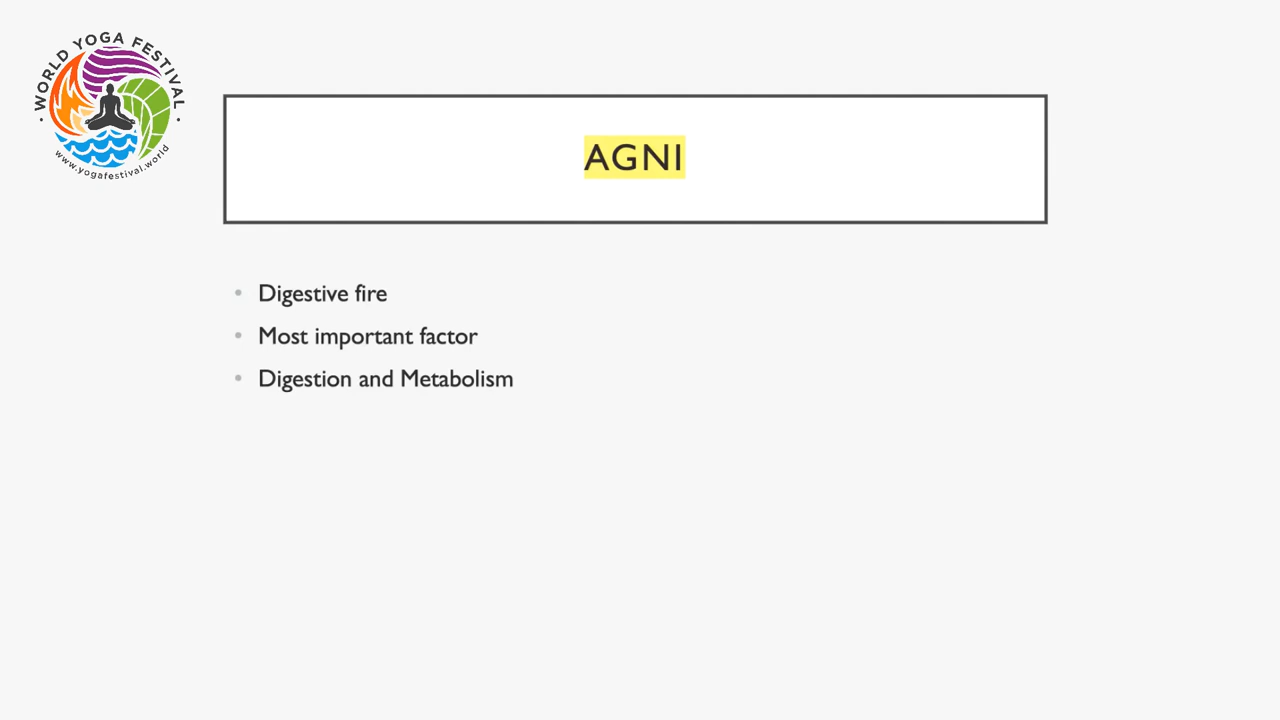 • WORLD YOGA FESTIVAL •
www.yogafestival.world
AGNI
• Digestive fire
• Most important factor
• Digestion and Metabolism